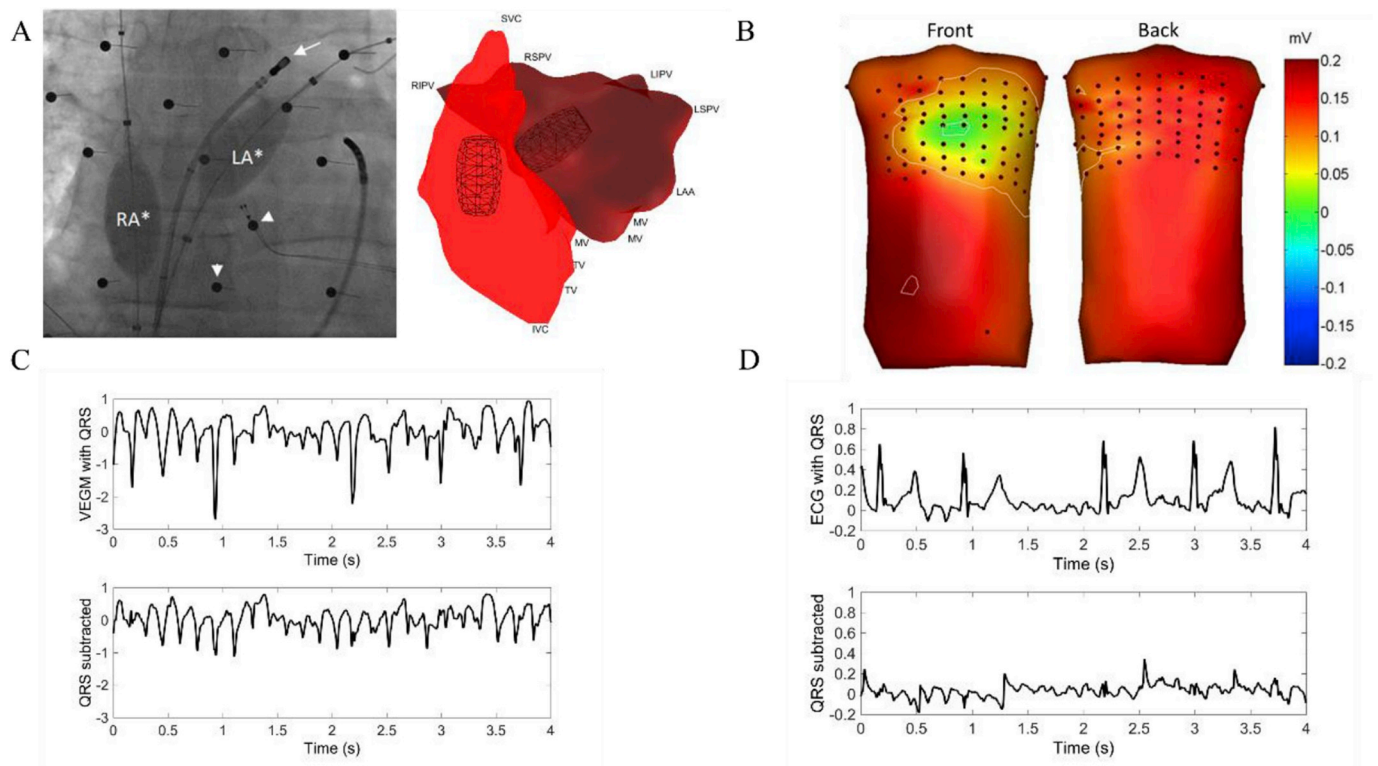 A
RA*
LA*
SVC
RSPV
RIPV
LIPV
LSPV
LAA
MV
MV
MV
TV
TV
IVC
B
Front
Back
mV
0.2
0.15
0.1
0.05
0
-0.05
-0.1
-0.15
-0.2
C
VEGM with QRS
1
0
-1
-2
-3
0 0.5 1 1.5 2 2.5 3 3.5 4
Time (s)
QRS subtracted
1
0
-1
-2
-3
0 0.5 1 1.5 2 2.5 3 3.5 4
Time (s)
D
ECG with QRS
1
0.8
0.6
0.4
0.2
0
-0.2
0 0.5 1 1.5 2 2.5 3 3.5 4
Time (s)
QRS subtracted
1
0.8
0.6
0.4
0.2
0
-0.2
0 0.5 1 1.5 2 2.5 3 3.5 4
Time (s)